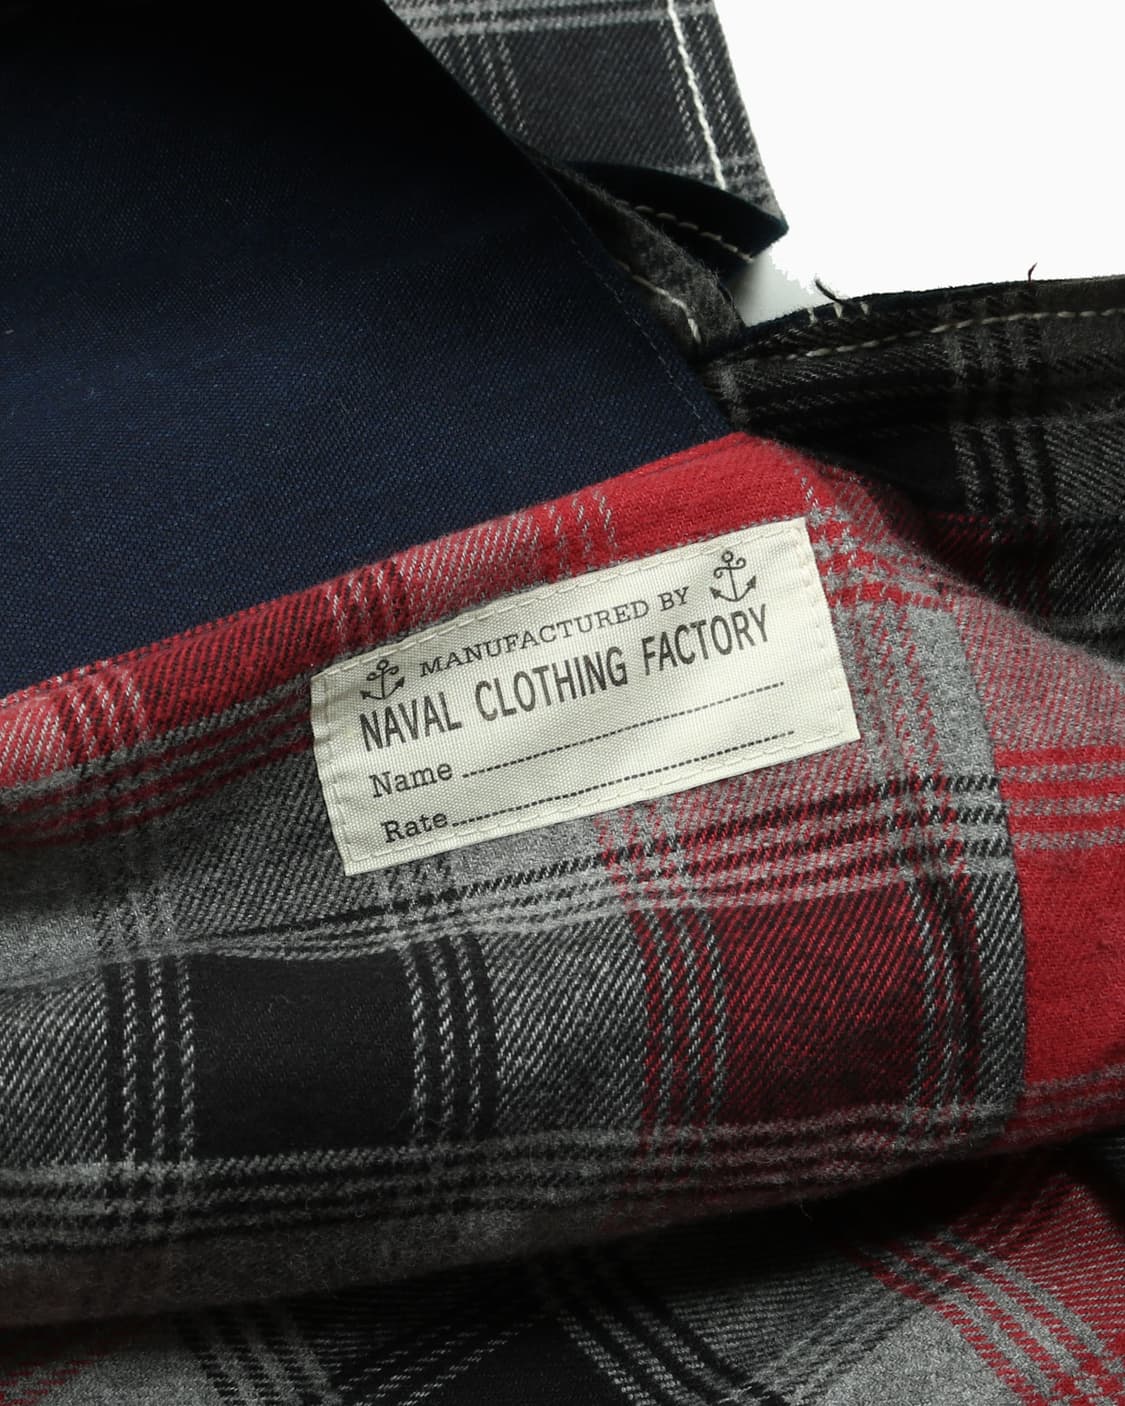 MANUFACTURED BY
NAVAL CLOTHING FACTORY
Name
Rate